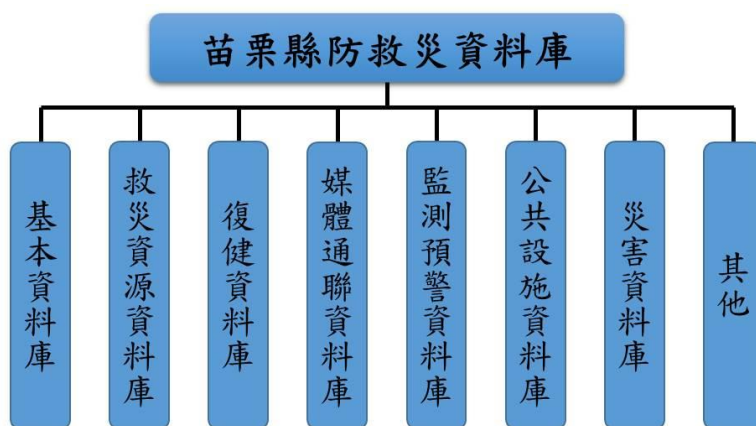 苗栗縣防救災資料庫
基本資料庫
救災資源資料庫
復健資料庫
媒體通聯資料庫
監測預警資料庫
公共設施資料庫
災害資料庫
其他